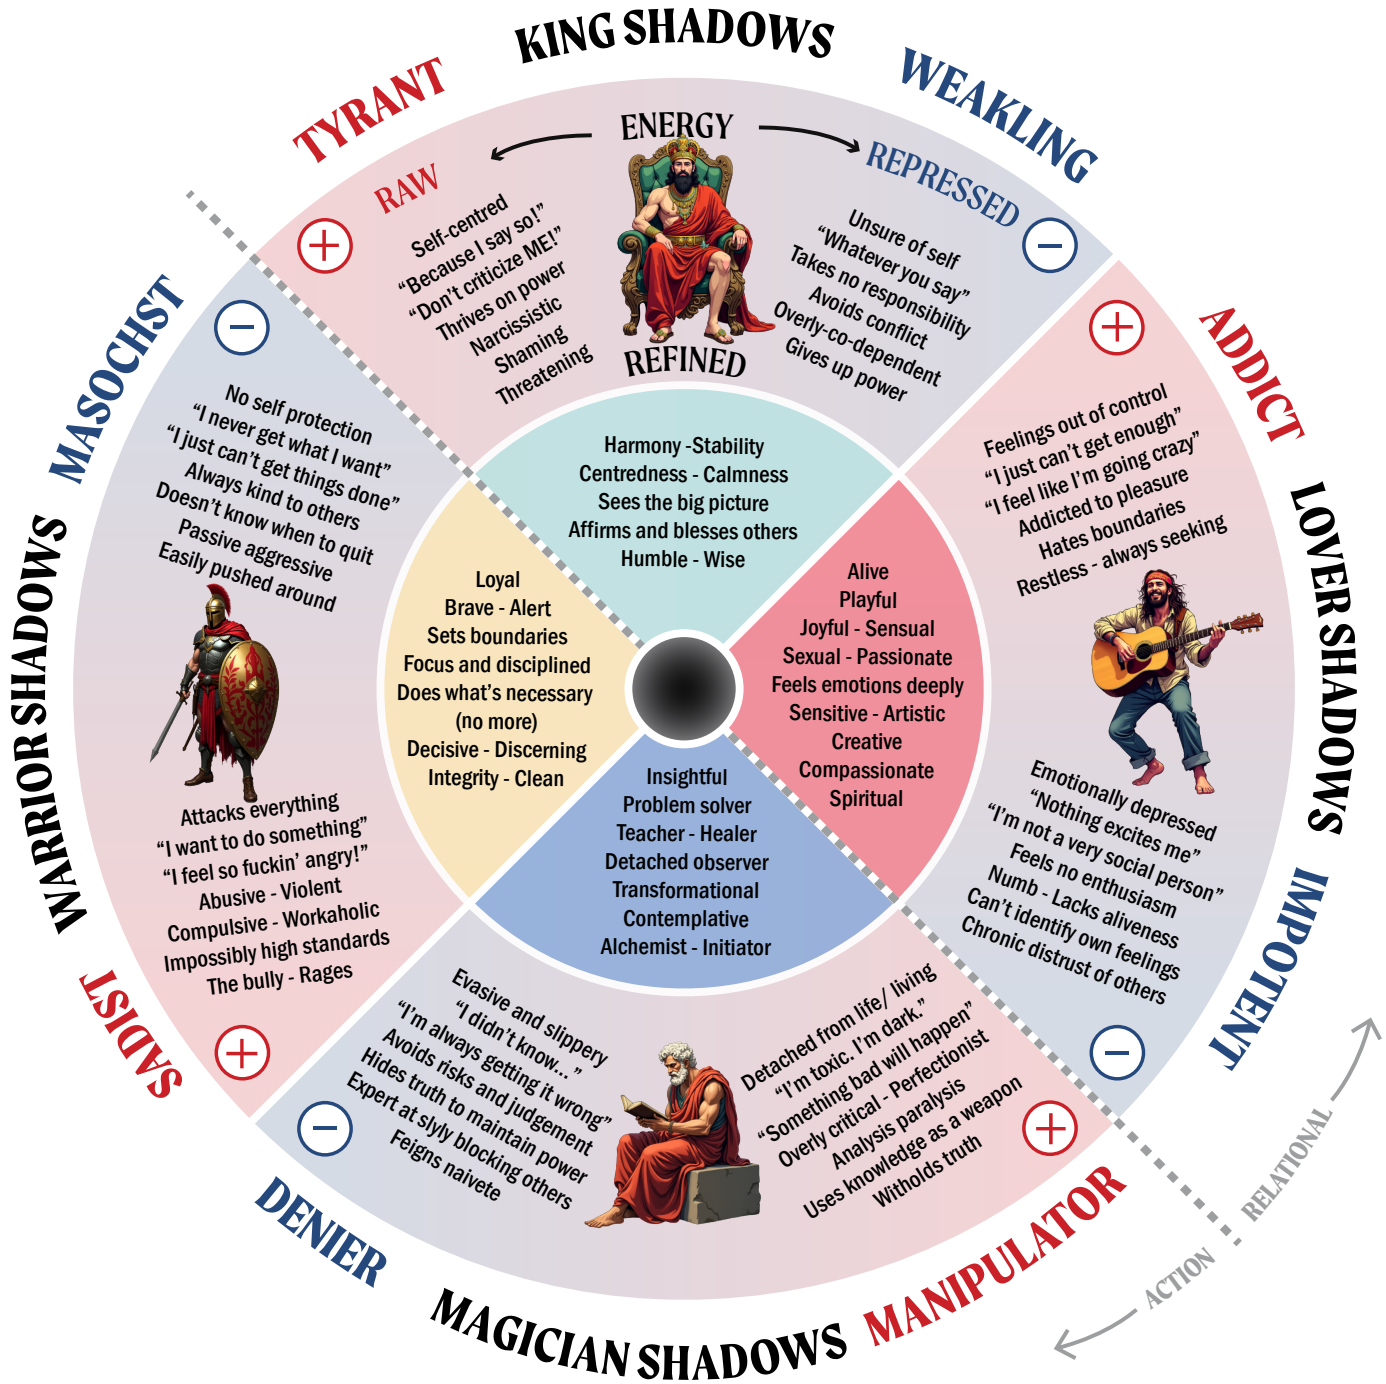 KING SHADOWS
TYRANT
WEAKLING
ENERGY
RAW
REPRESSED
+
−
Self-centred
“Because I say so!”
“Don’t criticize ME!”
Thrives on power
Narcissistic
Shaming
Threatening
Unsure of self
“Whatever you say”
Takes no responsibility
Avoids conflict
Overly-co-dependent
Gives up power
REFINED
Harmony -Stability
Centredness - Calmness
Sees the big picture
Affirms and blesses others
Humble - Wise
ADDICT
+
Feelings out of control
“I just can’t get enough”
“I feel like I’m going crazy”
Addicted to pleasure
Hates boundaries
Restless - always seeking
LOVER SHADOWS
Alive
Playful
Joyful - Sensual
Sexual - Passionate
Feels emotions deeply
Sensitive - Artistic
Creative
Compassionate
Spiritual
Emotionally depressed
“Nothing excites me”
“I’m not a very social person”
Feels no enthusiasm
Numb - Lacks aliveness
Can’t identify own feelings
Chronic distrust of others
−
IMPOTENT
RELATIONAL
ACTION
MANIPULATOR
+
Detached from life/ living
“I’m toxic. I’m dark.”
“Something bad will happen”
Overly critical - Perfectionist
Analysis paralysis
Uses knowledge as a weapon
Witholds truth
Insightful
Problem solver
Teacher - Healer
Detached observer
Transformational
Contemplative
Alchemist - Initiator
MAGICIAN SHADOWS
Evasive and slippery
“I didn’t know... ”
“I’m always getting it wrong”
Avoids risks and judgement
Hides truth to maintain power
Expert at slyly blocking others
Feigns naivete
−
DENIER
SADIST
+
Attacks everything
“I want to do something”
“I feel so fuckin’ angry!”
Abusive - Violent
Compulsive - Workaholic
Impossibly high standards
The bully - Rages
WARRIOR SHADOWS
Loyal
Brave - Alert
Sets boundaries
Focus and disciplined
Does what’s necessary
(no more)
Decisive - Discerning
Integrity - Clean
MASOCHST
−
No self protection
“I never get what I want”
“I just can’t get things done”
Always kind to others
Doesn’t know when to quit
Passive aggressive
Easily pushed around